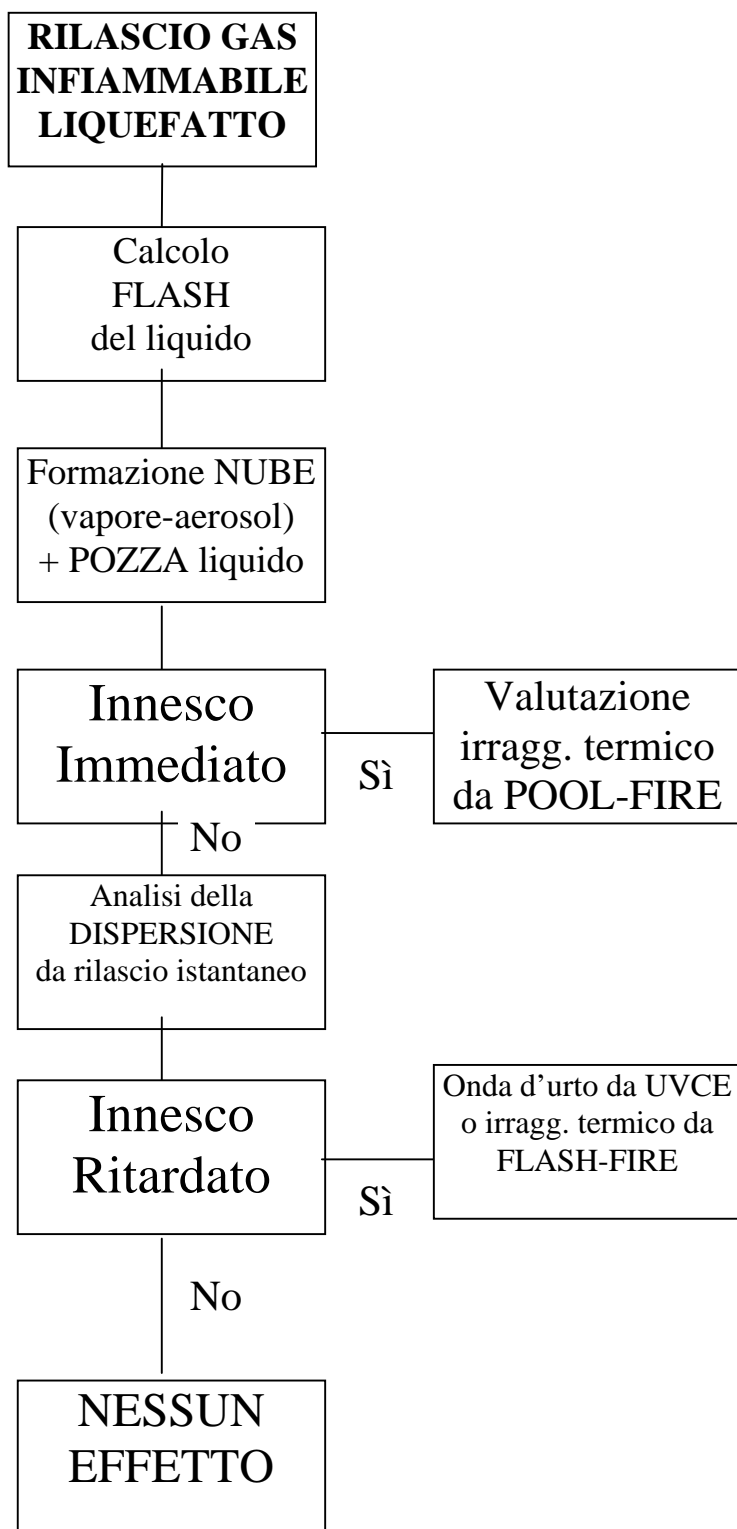 RILASCIO GAS
INFIAMMABILE
LIQUEFATTO
Calcolo
FLASH
del liquido
Formazione NUBE
(vapore-aerosol)
+ POZZA liquido
Innesco
Immediato
Sì
Valutazione
irragg. termico
da POOL-FIRE
No
Analisi della
DISPERSIONE
da rilascio istantaneo
Innesco
Ritardato
Sì
Onda d’urto da UVCE
o irragg. termico da
FLASH-FIRE
No
NESSUN
EFFETTO